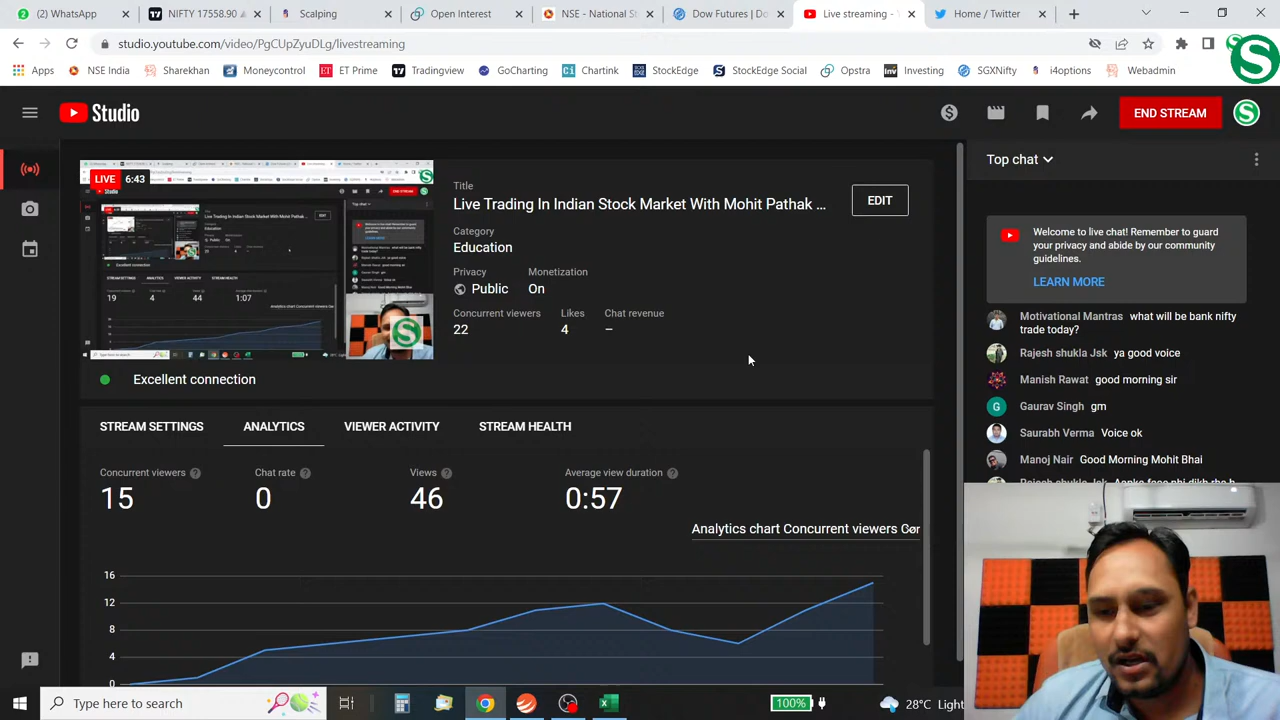 WhatsApp
NIFTY 17558.90
Scalping
Open Interest
NSE - National St
Dow Futures | Do
Live streaming -
Home / Twitter
studio.youtube.com/video/PgCUpZyuDLg/livestreaming
Apps
NSE India
Sharekhan
Moneycontrol
ET Prime
Tradingview
GoCharting
Chartink
StockEdge
StockEdge Social
Opstra
Investing
SGXNifty
i4options
Webadmin
Studio
END STREAM
Top chat
LIVE 6:43
Title
Live Trading In Indian Stock Market With Mohit Pathak ...
EDIT
Category
Education
Privacy
Monetization
Public
On
Concurrent viewers
Likes
Chat revenue
22
4
–
Excellent connection
STREAM SETTINGS
ANALYTICS
VIEWER ACTIVITY
STREAM HEALTH
Concurrent viewers
Chat rate
Views
Average view duration
15
0
46
0:57
Analytics chart Concurrent viewers Cor
16
12
8
4
0
Welcome to live chat! Remember to guard
your privacy and abide by our community
guidelines.
LEARN MORE
Motivational Mantras what will be bank nifty
trade today?
Rajesh shukla Jsk ya good voice
Manish Rawat good morning sir
Gaurav Singh gm
Saurabh Verma Voice ok
Manoj Nair Good Morning Mohit Bhai
Type here to search
100%
28°C Light